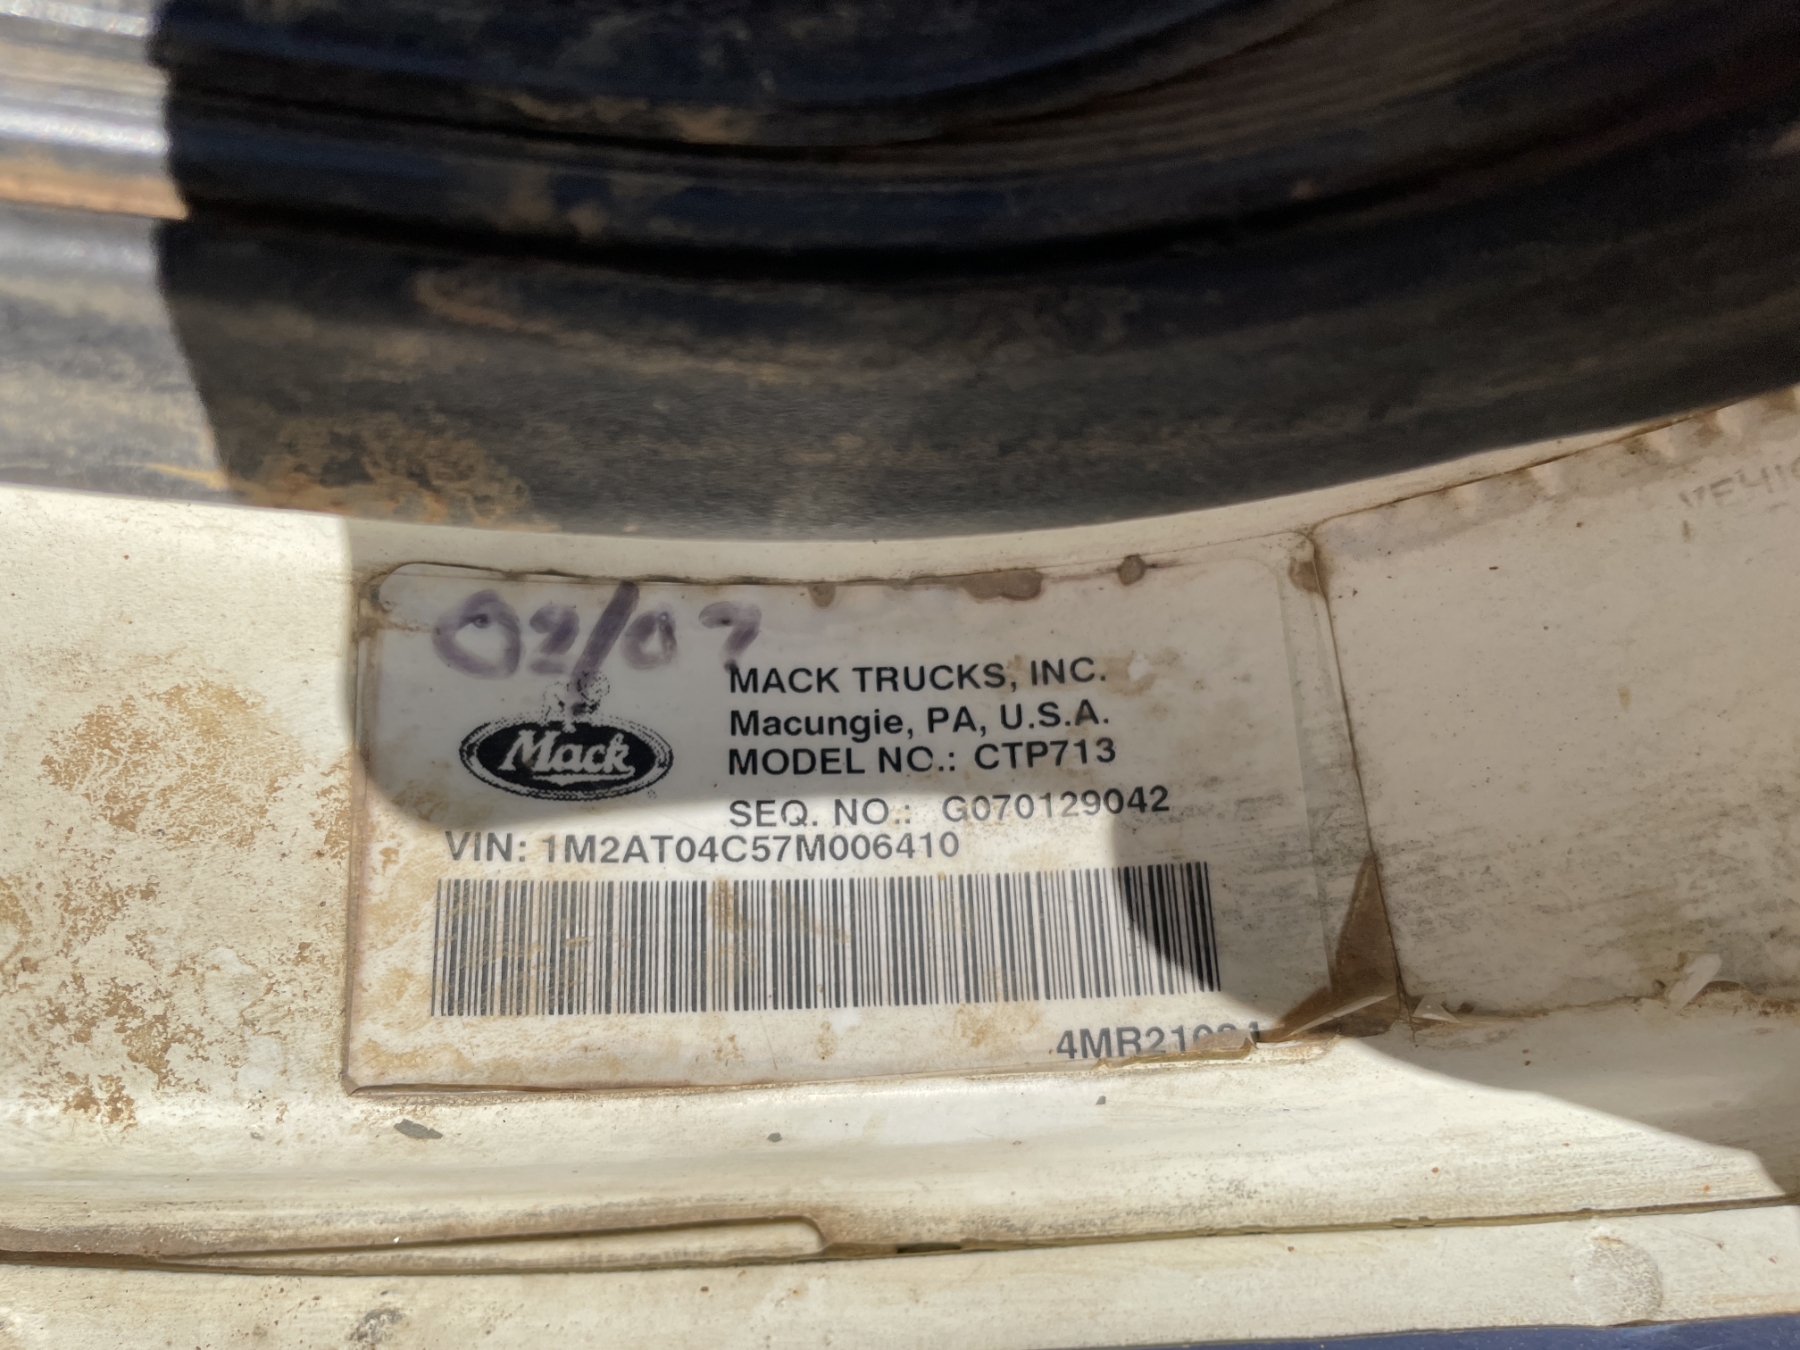 02/07
MACK TRUCKS, INC.
Macungie, PA, U.S.A.
Mack
MODEL NO.: CTP713
SEQ. NO.: G070129042
VIN: 1M2AT04C57M006410